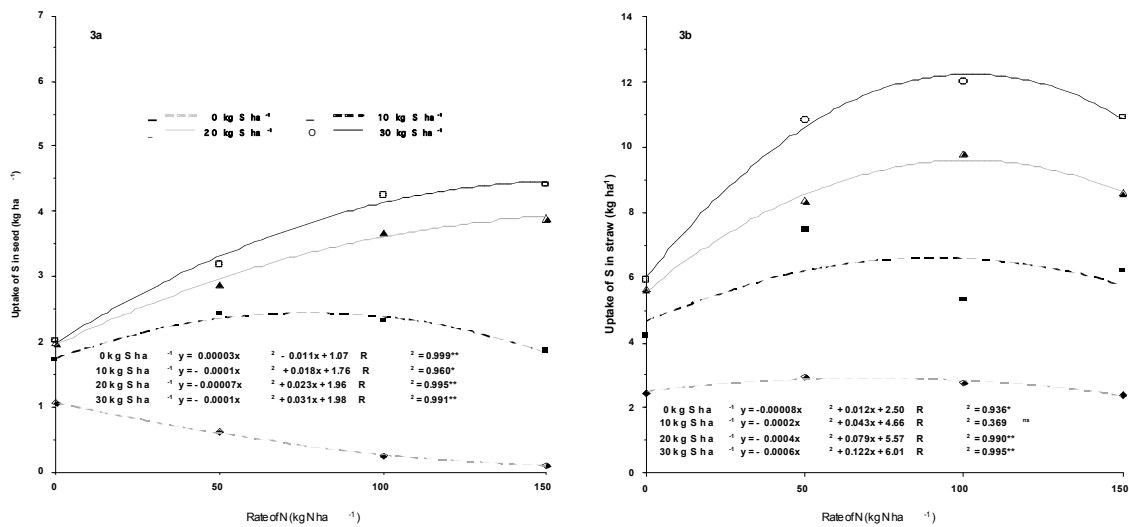 3a
7
6
5
4
3
2
1
0
Uptake of S in seed (kg ha ⁻¹)
0 kg S ha ⁻¹ 10 kg S ha ⁻¹
20 kg S ha ⁻¹ 30 kg S ha ⁻¹
0 kg S ha ⁻¹ y = 0.00003x ² - 0.011x + 1.07 R ² = 0.999**
10 kg S ha ⁻¹ y = - 0.0001x ² + 0.018x + 1.76 R ² = 0.960*
20 kg S ha ⁻¹ y = - 0.00007x ² + 0.023x + 1.96 R ² = 0.995**
30 kg S ha ⁻¹ y = - 0.0001x ² + 0.031x + 1.98 R ² = 0.991**
0 50 100 150
Rate of N (kg N ha ⁻¹)
3b
14
12
10
8
6
4
2
0
Uptake of S in straw (kg ha¹)
0 kg S ha ⁻¹ y = -0.00008x ² + 0.012x + 2.50 R ² = 0.936*
10 kg S ha ⁻¹ y = - 0.0002x ² + 0.043x + 4.66 R ² = 0.369 ns
20 kg S ha ⁻¹ y = - 0.0004x ² + 0.079x + 5.57 R ² = 0.990**
30 kg S ha ⁻¹ y = - 0.0006x ² + 0.122x + 6.01 R ² = 0.995**
0 50 100 150
Rate of N (kg N ha ⁻¹)